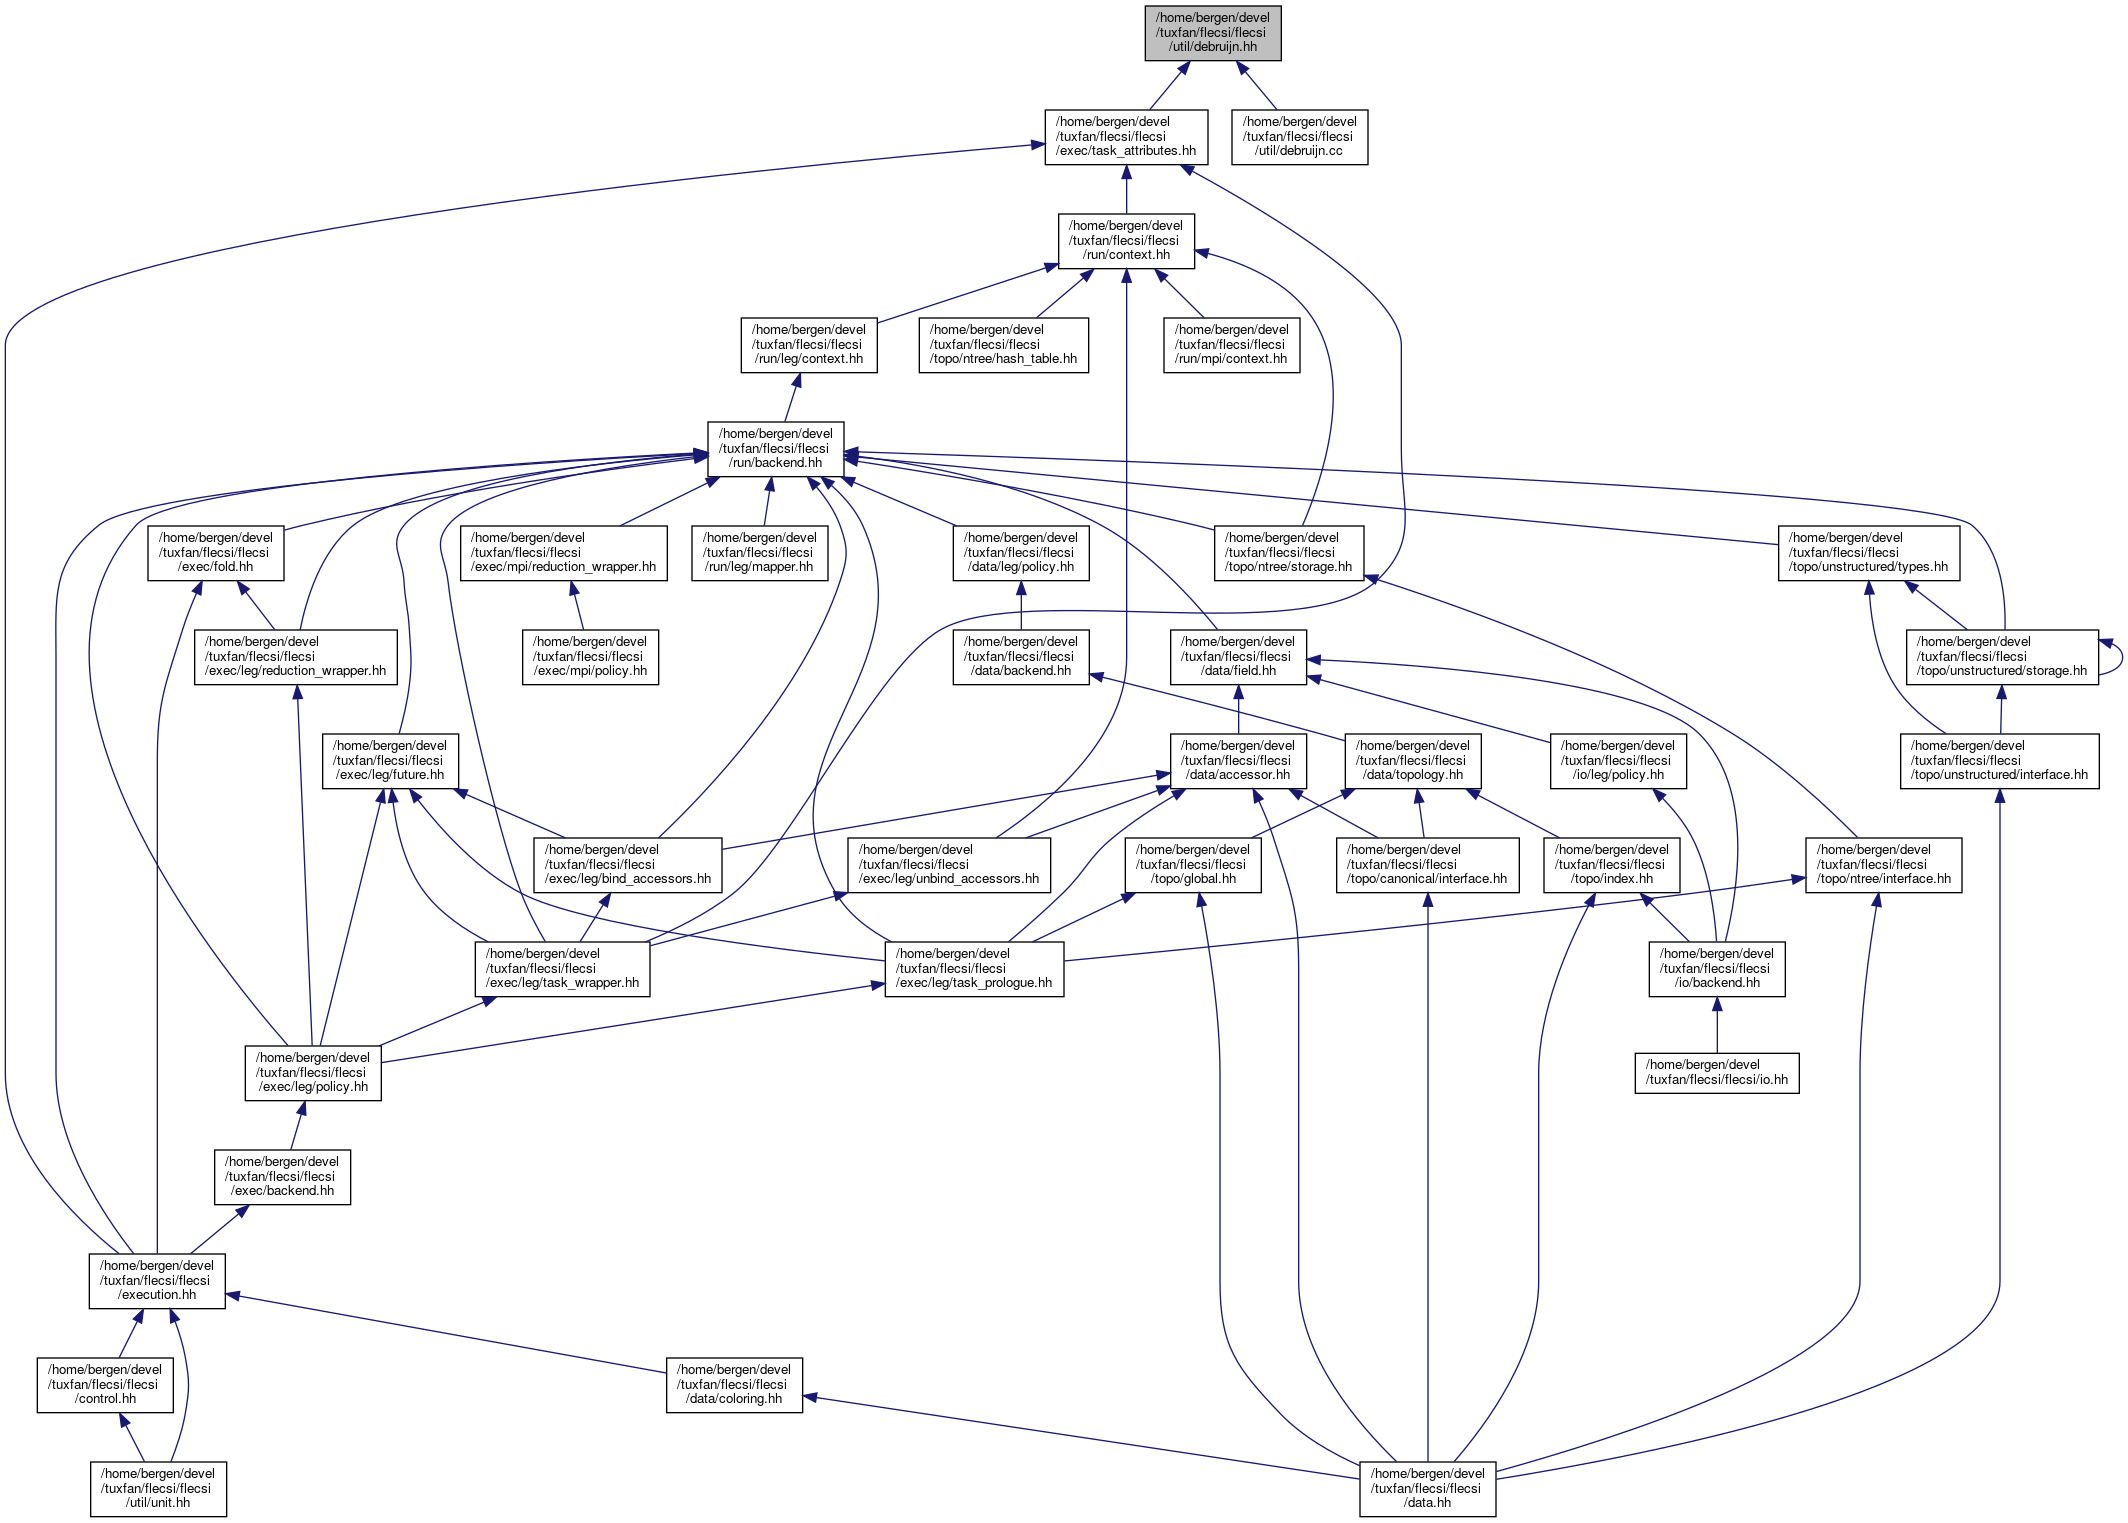 /home/bergen/devel
/tuxfan/flecsi/flecsi
/util/debruijn.hh
/home/bergen/devel
/tuxfan/flecsi/flecsi
/exec/task_attributes.hh
/home/bergen/devel
/tuxfan/flecsi/flecsi
/util/debruijn.cc
/home/bergen/devel
/tuxfan/flecsi/flecsi
/run/context.hh
/home/bergen/devel
/tuxfan/flecsi/flecsi
/run/leg/context.hh
/home/bergen/devel
/tuxfan/flecsi/flecsi
/topo/ntree/hash_table.hh
/home/bergen/devel
/tuxfan/flecsi/flecsi
/run/mpi/context.hh
/home/bergen/devel
/tuxfan/flecsi/flecsi
/run/backend.hh
/home/bergen/devel
/tuxfan/flecsi/flecsi
/exec/fold.hh
/home/bergen/devel
/tuxfan/flecsi/flecsi
/exec/mpi/reduction_wrapper.hh
/home/bergen/devel
/tuxfan/flecsi/flecsi
/run/leg/mapper.hh
/home/bergen/devel
/tuxfan/flecsi/flecsi
/data/leg/policy.hh
/home/bergen/devel
/tuxfan/flecsi/flecsi
/topo/ntree/storage.hh
/home/bergen/devel
/tuxfan/flecsi/flecsi
/topo/unstructured/types.hh
/home/bergen/devel
/tuxfan/flecsi/flecsi
/exec/leg/reduction_wrapper.hh
/home/bergen/devel
/tuxfan/flecsi/flecsi
/exec/mpi/policy.hh
/home/bergen/devel
/tuxfan/flecsi/flecsi
/data/backend.hh
/home/bergen/devel
/tuxfan/flecsi/flecsi
/data/field.hh
/home/bergen/devel
/tuxfan/flecsi/flecsi
/topo/unstructured/storage.hh
/home/bergen/devel
/tuxfan/flecsi/flecsi
/exec/leg/future.hh
/home/bergen/devel
/tuxfan/flecsi/flecsi
/data/accessor.hh
/home/bergen/devel
/tuxfan/flecsi/flecsi
/data/topology.hh
/home/bergen/devel
/tuxfan/flecsi/flecsi
/io/leg/policy.hh
/home/bergen/devel
/tuxfan/flecsi/flecsi
/topo/unstructured/interface.hh
/home/bergen/devel
/tuxfan/flecsi/flecsi
/exec/leg/bind_accessors.hh
/home/bergen/devel
/tuxfan/flecsi/flecsi
/exec/leg/unbind_accessors.hh
/home/bergen/devel
/tuxfan/flecsi/flecsi
/topo/global.hh
/home/bergen/devel
/tuxfan/flecsi/flecsi
/topo/canonical/interface.hh
/home/bergen/devel
/tuxfan/flecsi/flecsi
/topo/index.hh
/home/bergen/devel
/tuxfan/flecsi/flecsi
/topo/ntree/interface.hh
/home/bergen/devel
/tuxfan/flecsi/flecsi
/exec/leg/task_wrapper.hh
/home/bergen/devel
/tuxfan/flecsi/flecsi
/exec/leg/task_prologue.hh
/home/bergen/devel
/tuxfan/flecsi/flecsi
/io/backend.hh
/home/bergen/devel
/tuxfan/flecsi/flecsi
/exec/leg/policy.hh
/home/bergen/devel
/tuxfan/flecsi/flecsi/io.hh
/home/bergen/devel
/tuxfan/flecsi/flecsi
/exec/backend.hh
/home/bergen/devel
/tuxfan/flecsi/flecsi
/execution.hh
/home/bergen/devel
/tuxfan/flecsi/flecsi
/control.hh
/home/bergen/devel
/tuxfan/flecsi/flecsi
/data/coloring.hh
/home/bergen/devel
/tuxfan/flecsi/flecsi
/util/unit.hh
/home/bergen/devel
/tuxfan/flecsi/flecsi
/data.hh